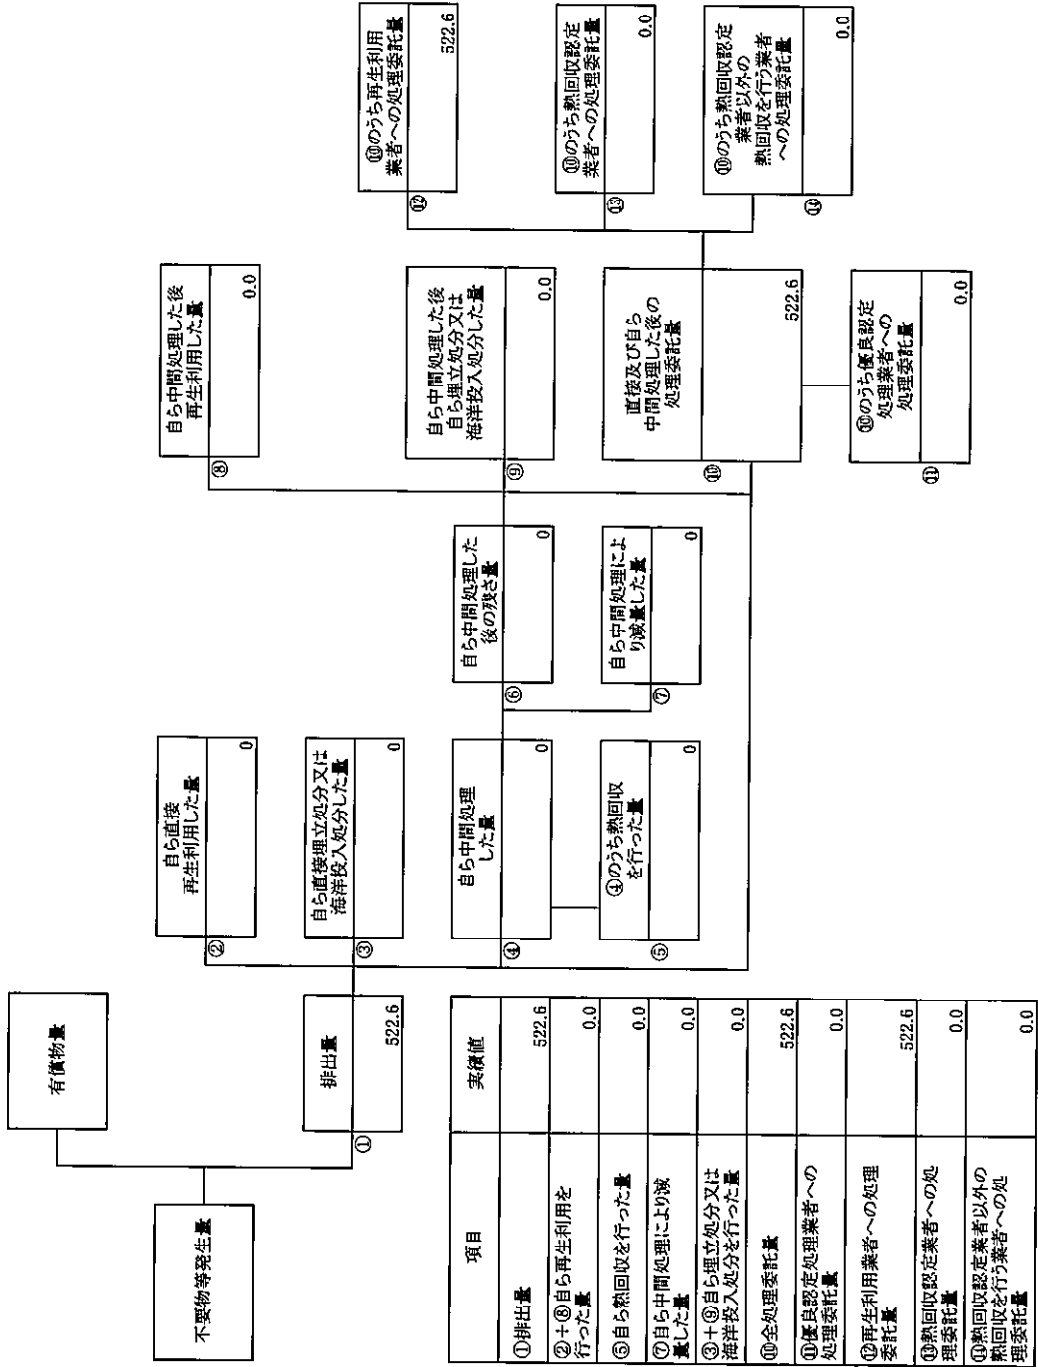 不要物等発生量
有償物量
①
排出量
522.6
②
自ら直接
再生利用した量
0
③
自ら直接埋立処分又は
海洋投入処分した量
0
④
自ら中間処理
した量
0
⑤
④のうち熱回収
を行った量
0
⑥
自ら中間処理した
後の残さ量
0
⑦
自ら中間処理によ
り減量した量
0
⑧
自ら中間処理した後
再生利用した量
0.0
⑨
自ら中間処理した後
自ら埋立処分又は
海洋投入処分した量
0.0
⑩
直接及び自ら
中間処理した後の
処理委託量
522.6
⑪
⑩のうち優良認定
処理業者への
処理委託量
0.0
⑫
⑩のうち再生利用
業者への処理委託量
522.6
⑬
⑩のうち熱回収認定
業者への処理委託量
0.0
⑭
⑩のうち熱回収認定
業者以外の
熱回収を行う業者
への処理委託量
0.0
項目 実績値
①排出量 522.6
②+⑧自ら再生利用を
行った量 0.0
⑤自ら熱回収を行った量 0.0
⑦自ら中間処理により減
量した量 0.0
③+⑨自ら埋立処分又は
海洋投入処分を行った量 0.0
⑩全処理委託量 522.6
⑪優良認定処理業者への
処理委託量 0.0
⑫再生利用業者への処理
委託量 522.6
⑬熱回収認定業者への処
理委託量 0.0
⑭熱回収認定業者以外の
熱回収を行う業者への処
理委託量 0.0